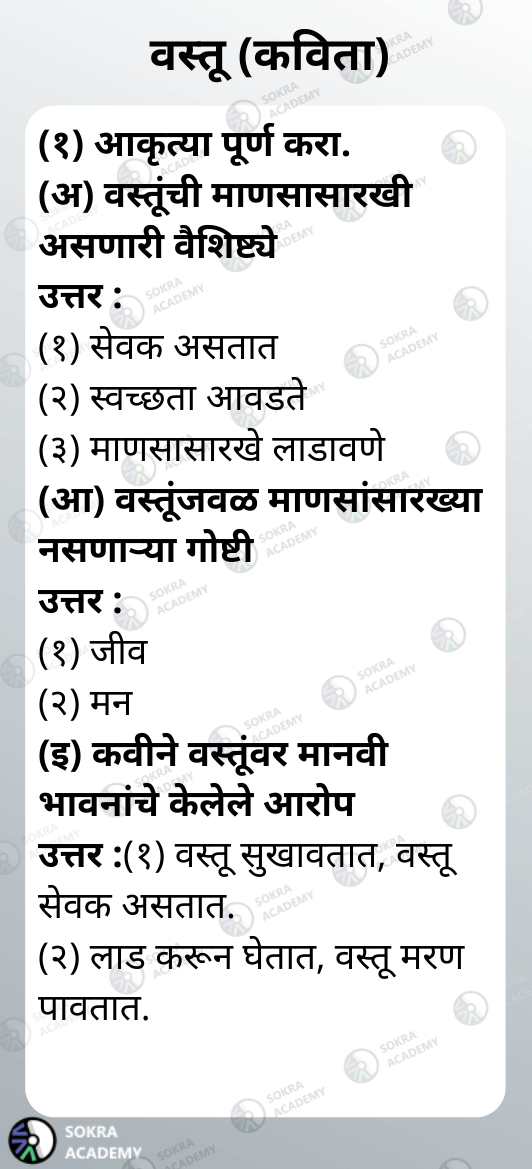 वस्तू (कविता)
(१) आकृत्या पूर्ण करा.
(अ) वस्तूंची माणसासारखी
असणारी वैशिष्ट्ये
उत्तर :
(१) सेवक असतात
(२) स्वच्छता आवडते
(३) माणसासारखे लाडावणे
(आ) वस्तूंजवळ माणसांसारख्या
नसणाऱ्या गोष्टी
उत्तर :
(१) जीव
(२) मन
(इ) कवीने वस्तूंवर मानवी
भावनांचे केलेले आरोप
उत्तर :(१) वस्तू सुखावतात, वस्तू
सेवक असतात.
(२) लाड करून घेतात, वस्तू मरण
पावतात.
SOKRA
ACADEMY